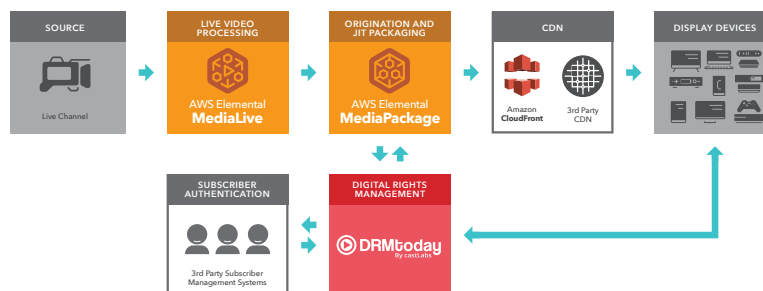 SOURCE
Live Channel
LIVE VIDEO
PROCESSING
AWS Elemental
MediaLive
ORIGINATION AND
JIT PACKAGING
AWS Elemental
MediaPackage
CDN
Amazon
CloudFront
3rd Party
CDN
DISPLAY DEVICES
SUBSCRIBER
AUTHENTICATION
3rd Party Subscriber
Management Systems
DIGITAL RIGHTS
MANAGEMENT
DRMtoday
By castLabs